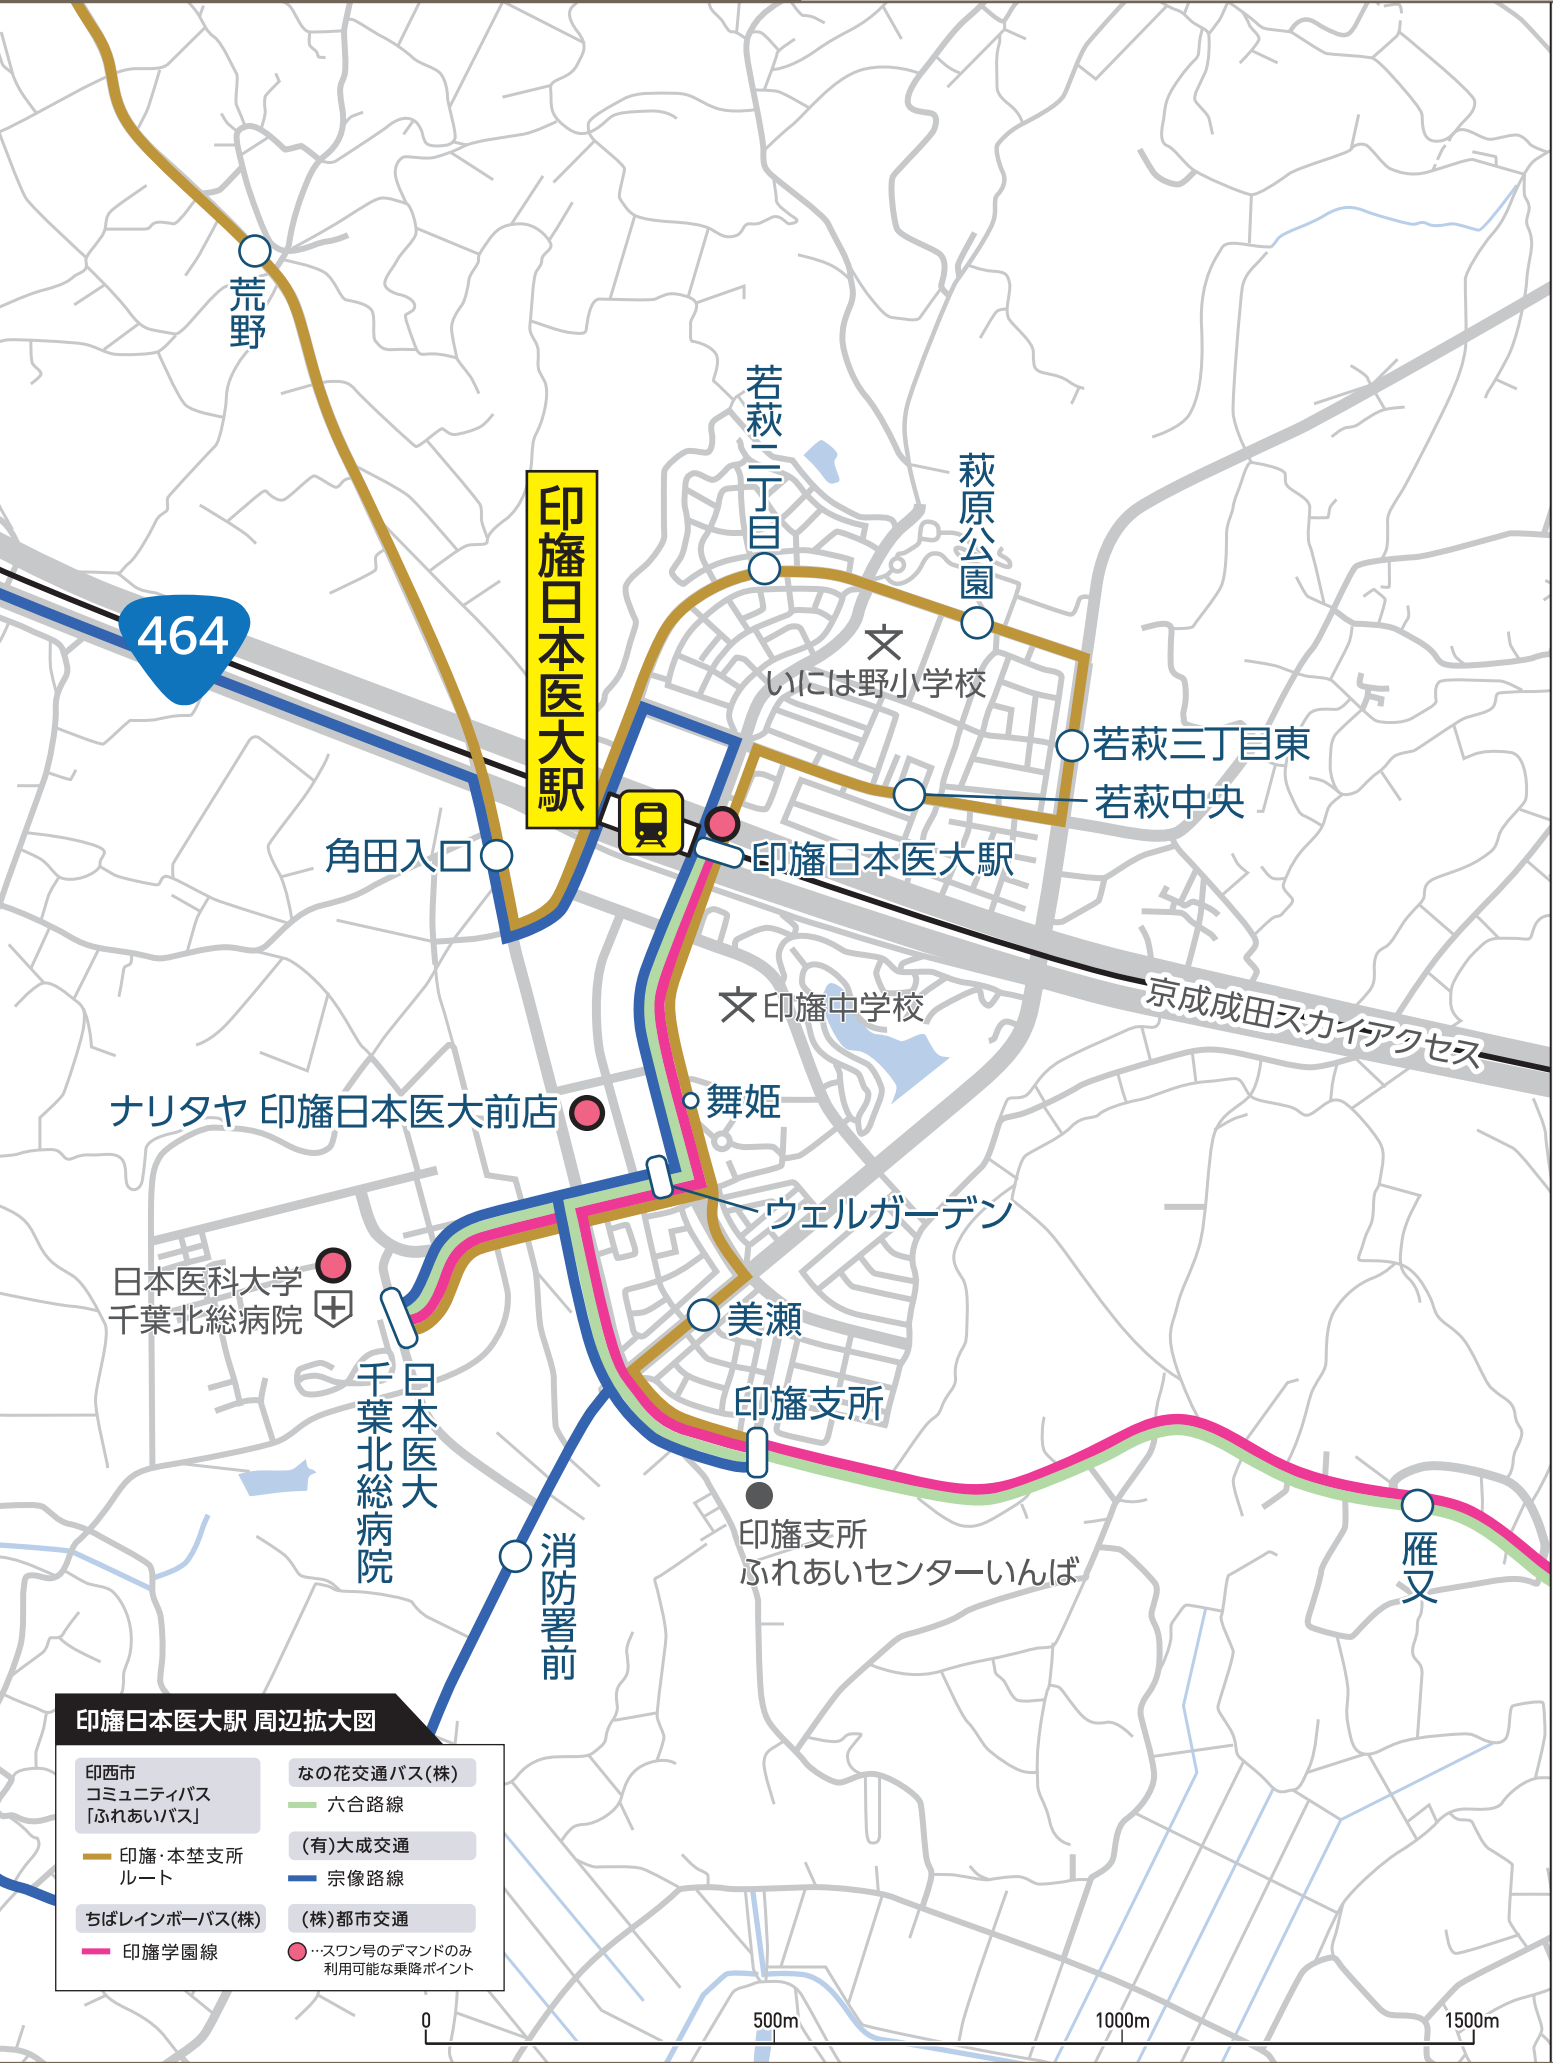 荒野
若萩二丁目
萩原公園
印旛日本医大駅
464
いには野小学校
若萩三丁目東
若萩中央
角田入口
印旛日本医大駅
京成成田スカイアクセス
印旛中学校
舞姫
ナリタヤ 印旛日本医大前店
ウェルガーデン
日本医科大学
千葉北総病院
美瀬
日本医大
千葉北総病院
印旛支所
印旛支所
ふれあいセンターいんば
消防署前
雁又
印旛日本医大駅 周辺拡大図
印西市
コミュニティバス
「ふれあいバス」
印旛・本埜支所
ルート
ちばレインボーバス(株)
印旛学園線
なの花交通バス(株)
六合路線
(有)大成交通
宗像路線
(株)都市交通
…スワン号のデマンドのみ
利用可能な乗降ポイント
0 500m 1000m 1500m